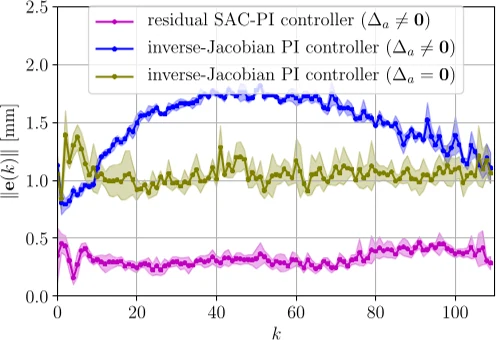 residual SAC-PI controller (Δₐ ≠ 0)
inverse-Jacobian PI controller (Δₐ ≠ 0)
inverse-Jacobian PI controller (Δₐ = 0)
‖e(k)‖ [mm]
2.5
2.0
1.5
1.0
0.5
0.0
0 20 40 60 80 100
k